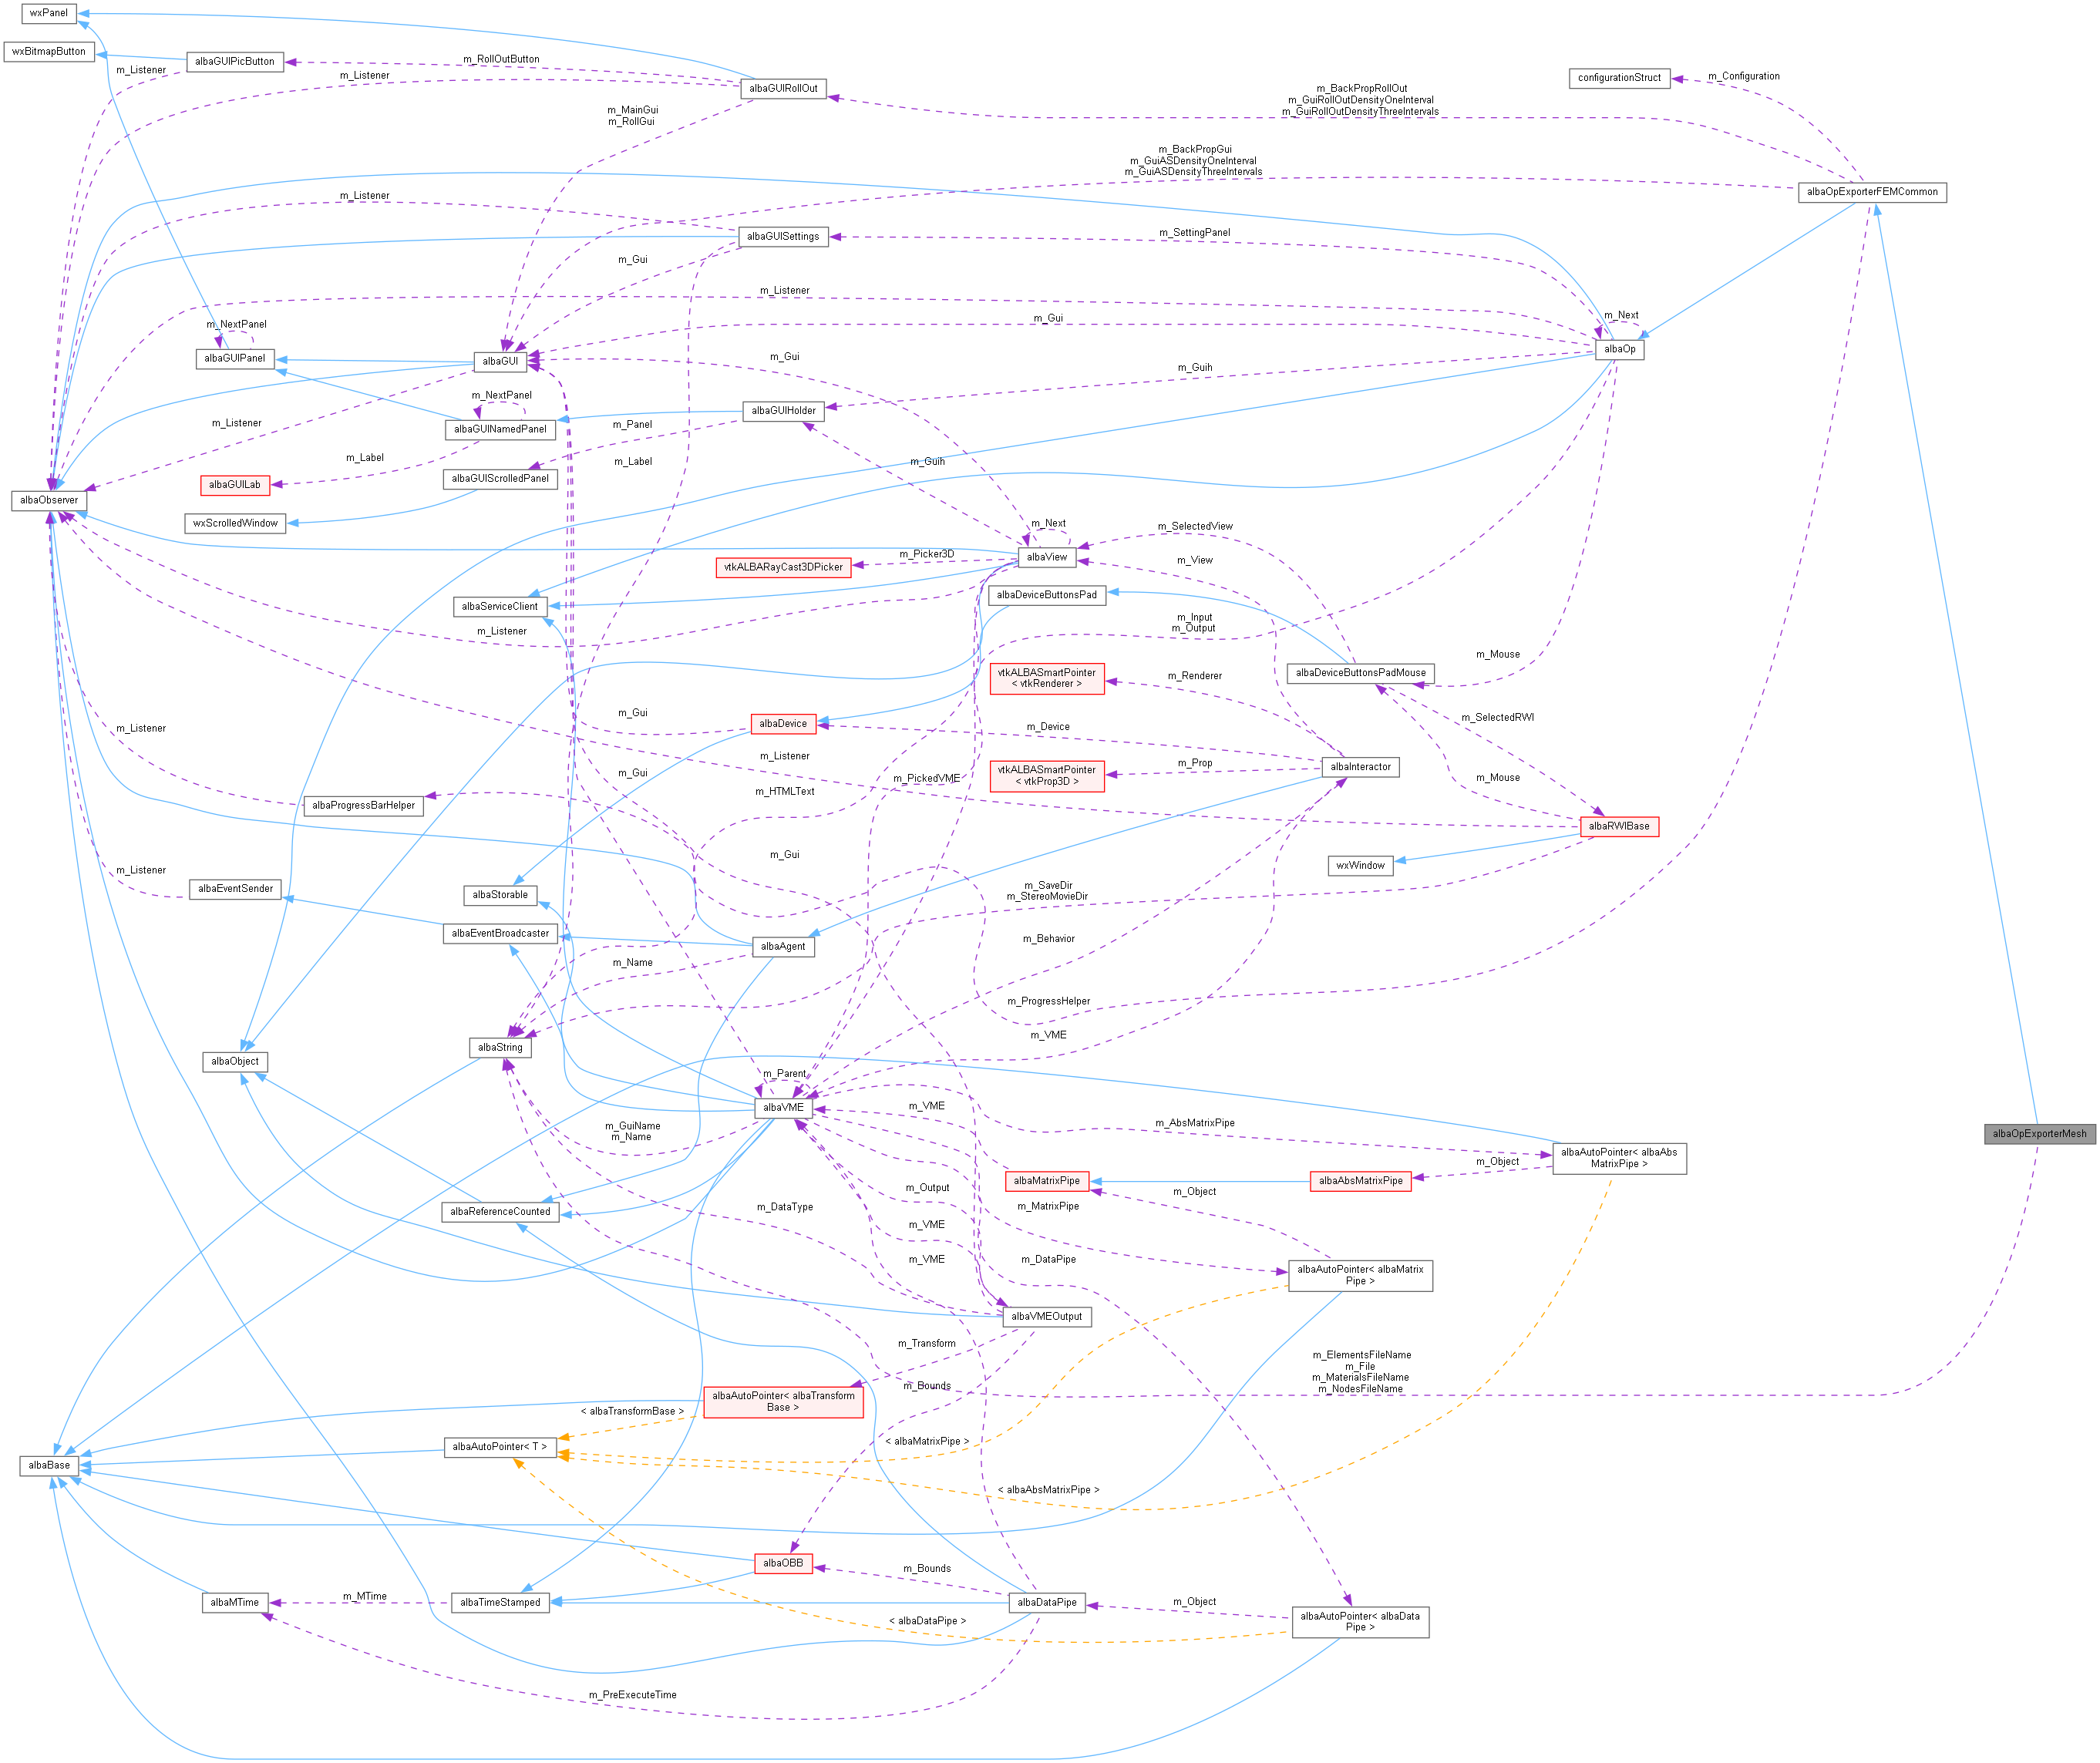 wxPanel
wxBitmapButton
albaGUIPicButton
m_Listener
m_RollOutButton
m_Listener
albaGUIRollOut
configurationStruct
m_Configuration
m_BackPropRollOut
m_GuiRollOutDensityOneInterval
m_GuiRollOutDensityThreeIntervals
m_MainGui
m_RollGui
m_BackPropGui
m_GuiASDensityOneInterval
m_GuiASDensityThreeIntervals
albaOpExporterFEMCommon
m_Listener
albaGUISettings
m_SettingPanel
m_Gui
m_Listener
m_NextPanel
m_Gui
m_Next
albaGUIPanel
albaGUI
m_Gui
albaOp
m_Guih
m_NextPanel
albaGUIHolder
m_Listener
albaGUINamedPanel
m_Panel
m_Label
m_Label
m_Guih
albaGUIScrolledPanel
albaGUILab
albaObserver
wxScrolledWindow
m_Next
m_SelectedView
albaView
m_Picker3D
m_View
vtkALBARayCast3DPicker
albaDeviceButtonsPad
albaServiceClient
m_Listener
m_Input
m_Output
m_Mouse
vtkALBASmartPointer
< vtkRenderer >
m_Renderer
albaDeviceButtonsPadMouse
m_Gui
albaDevice
m_Device
m_SelectedRWI
m_Listener
m_Listener
m_Gui
m_PickedVME
m_HTMLText
vtkALBASmartPointer
< vtkProp3D >
m_Prop
albaInteractor
m_Mouse
albaProgressBarHelper
albaRWIBase
m_Gui
wxWindow
m_Listener
albaEventSender
albaStorable
m_SaveDir
m_StereoMovieDir
albaEventBroadcaster
albaAgent
m_Behavior
m_Name
m_ProgressHelper
m_VME
albaString
albaObject
m_Parent
albaVME
m_VME
m_GuiName
m_Name
m_AbsMatrixPipe
albaOpExporterMesh
albaAutoPointer< albaAbs
MatrixPipe >
m_Object
albaMatrixPipe
albaAbsMatrixPipe
m_Output
m_Object
albaReferenceCounted
m_DataType
m_MatrixPipe
m_VME
m_VME
m_DataPipe
albaAutoPointer< albaMatrix
Pipe >
albaVMEOutput
m_Transform
m_ElementsFileName
m_File
m_MaterialsFileName
m_NodesFileName
m_Bounds
albaAutoPointer< albaTransform
Base >
< albaTransformBase >
albaAutoPointer< T >
< albaMatrixPipe >
albaBase
< albaAbsMatrixPipe >
albaOBB
m_Bounds
m_MTime
albaMTime
albaTimeStamped
albaDataPipe
m_Object
albaAutoPointer< albaData
Pipe >
< albaDataPipe >
m_PreExecuteTime